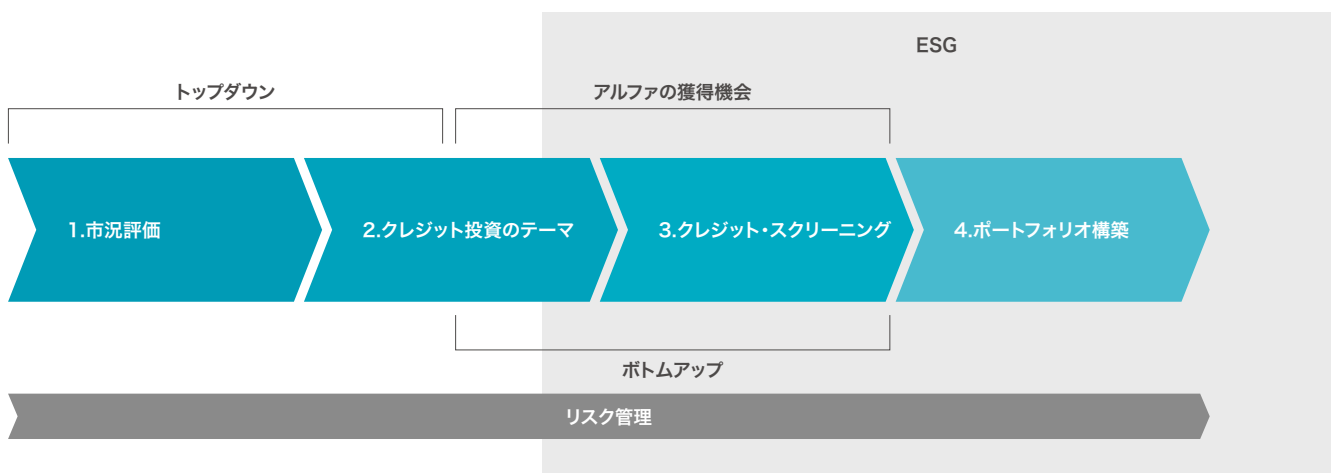 ESG
トップダウン
アルファの獲得機会
1.市況評価
2.クレジット投資のテーマ
3.クレジット・スクリーニング
4.ポートフォリオ構築
ボトムアップ
リスク管理